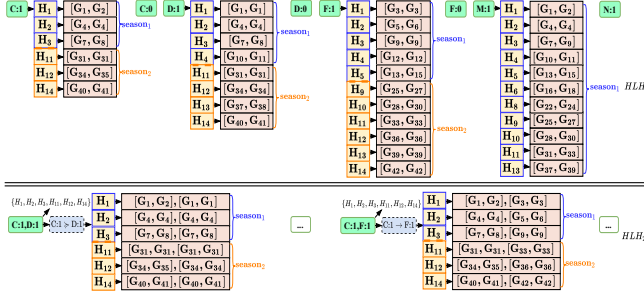 C:1 H1 [G1, G2] C:0 D:1 H1 [G1, G1] D:0 F:1 H1 [G3, G3] F:0 M:1 H1 [G1, G2] N:1
H2 [G4, G4] season1 H2 [G4, G4] H2 [G5, G6] H2 [G4, G4]
H3 [G7, G8] H3 [G7, G8] season1 H3 [G9, G9] season1 H3 [G7, G9]
H11 [G31, G31] H4 [G10, G11] H4 [G12, G12] H4 [G10, G11]
H12 [G34, G35] season2 H11 [G31, G31] H5 [G13, G15] H5 [G13, G15]
H14 [G40, G41] H12 [G34, G34] season2 H9 [G25, G27] H6 [G16, G18] season1
H13 [G37, G38] H10 [G28, G30] H8 [G22, G24]
H14 [G40, G41] H11 [G33, G33] season2 H9 [G25, G27]
H12 [G36, G36] H10 [G28, G30]
H13 [G39, G41] H11 [G31, G33]
H14 [G42, G42] H13 [G37, G39]
{H1, H2, H3, H11, H12, H14} H1 [G1, G2], [G1, G1] H1 [G1, G2], [G3, G3]
C:1,D:1 C:1 ≽ D:1 H2 [G4, G4], [G4, G4] season1 ... C:1,F:1 C:1 → F:1 H2 [G4, G4], [G5, G6] season1 ...
H3 [G7, G8], [G7, G8] H3 [G7, G8], [G9, G9]
H11 [G31, G31], [G31, G31] H11 [G31, G31], [G33, G33]
H12 [G34, G35], [G34, G34] season2 H12 [G34, G35], [G36, G36] season2
H14 [G40, G41], [G40, G41] H14 [G40, G41], [G42, G42]